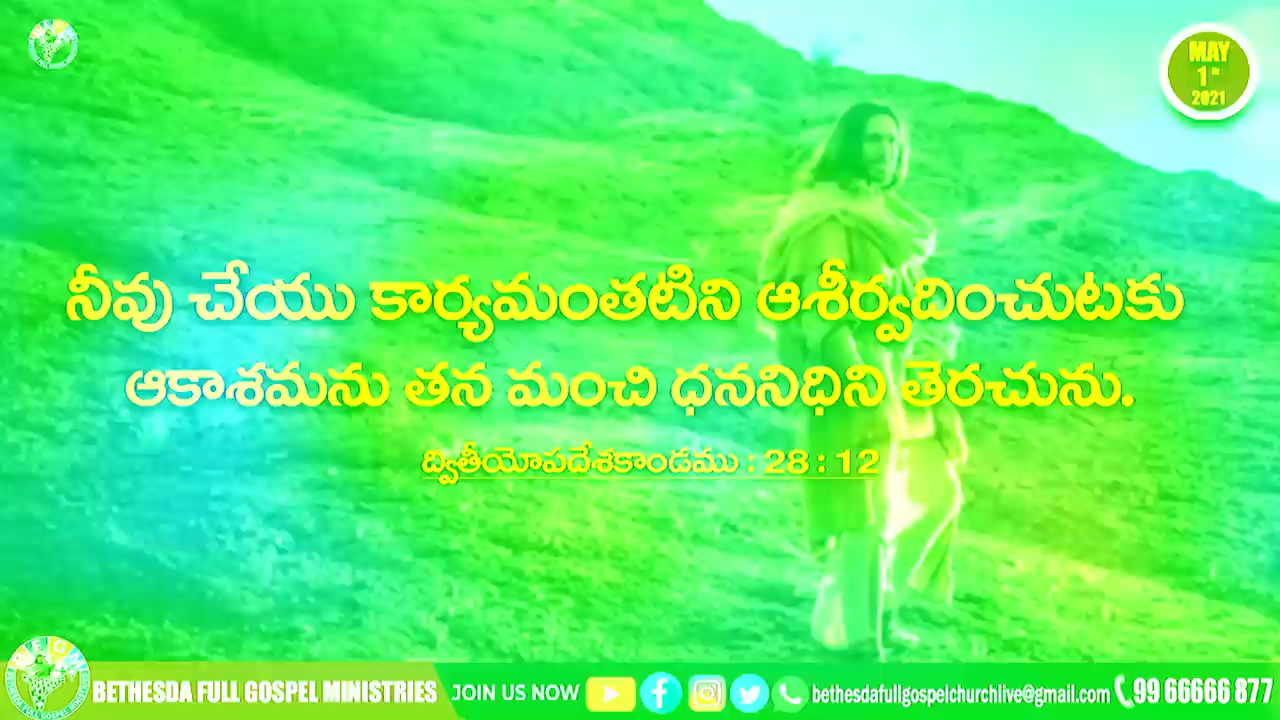 MAY
1st
2021
నీవు చేయు కార్యమంతటిని ఆశీర్వదించుటకు
ఆకాశమను తన మంచి ధననిధిని తెరచును.
ద్వితీయోపదేశకాండము : 28 : 12
BETHESDA FULL GOSPEL MINISTRIES JOIN US NOW bethesdafullgospelchurchlive@gmail.com 99 66666 877